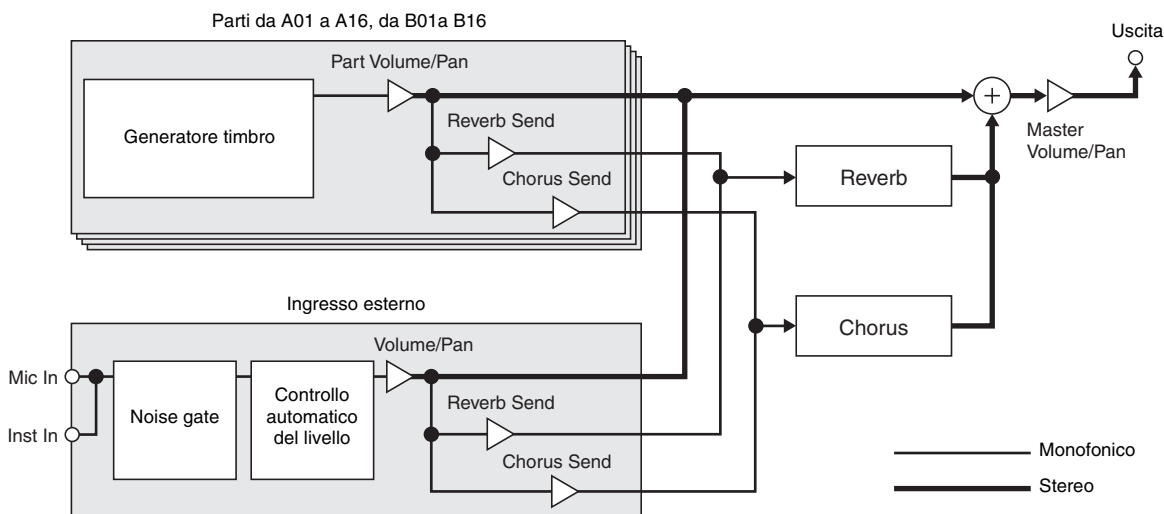 Parti da A01 a A16, da B01a B16
Uscita
Part Volume/Pan
Generatore timbro
Reverb Send
Chorus Send
Master
Volume/Pan
Reverb
Ingresso esterno
Chorus
Volume/Pan
Mic In
Inst In
Noise gate
Controllo
automatico
del livello
Reverb Send
Chorus Send
Monofonico
Stereo